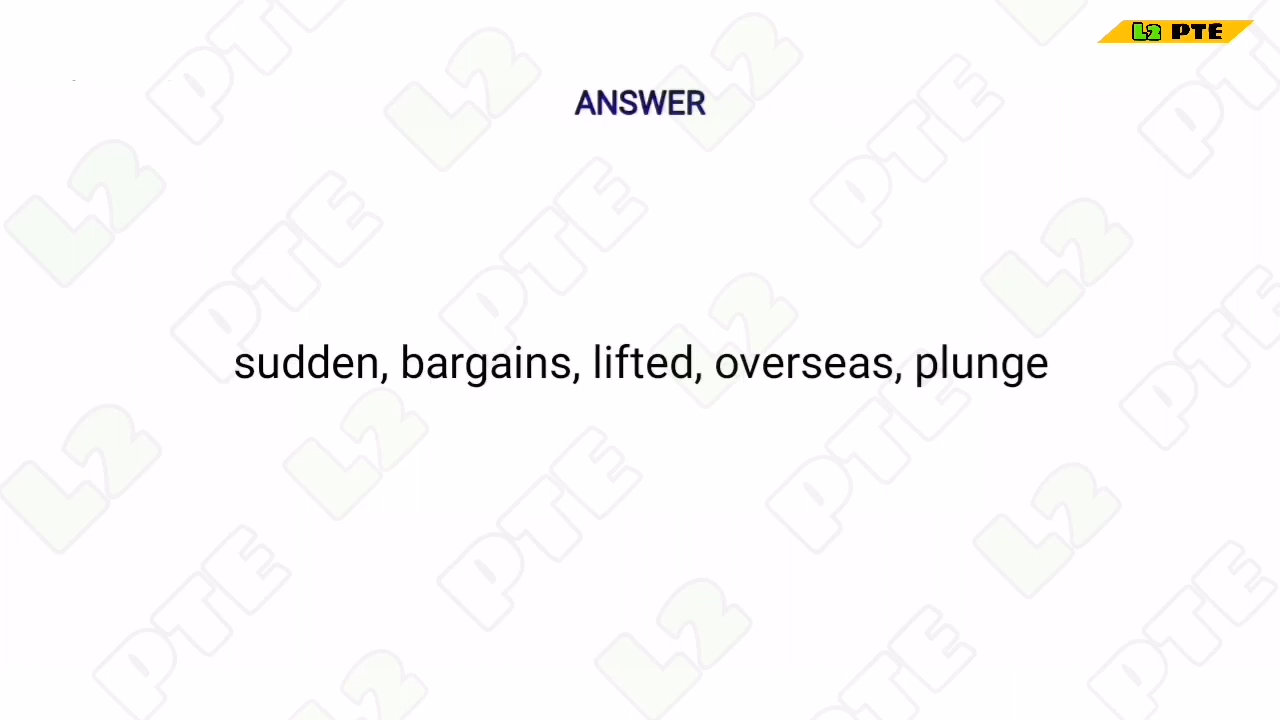 L2 PTE
ANSWER
sudden, bargains, lifted, overseas, plunge